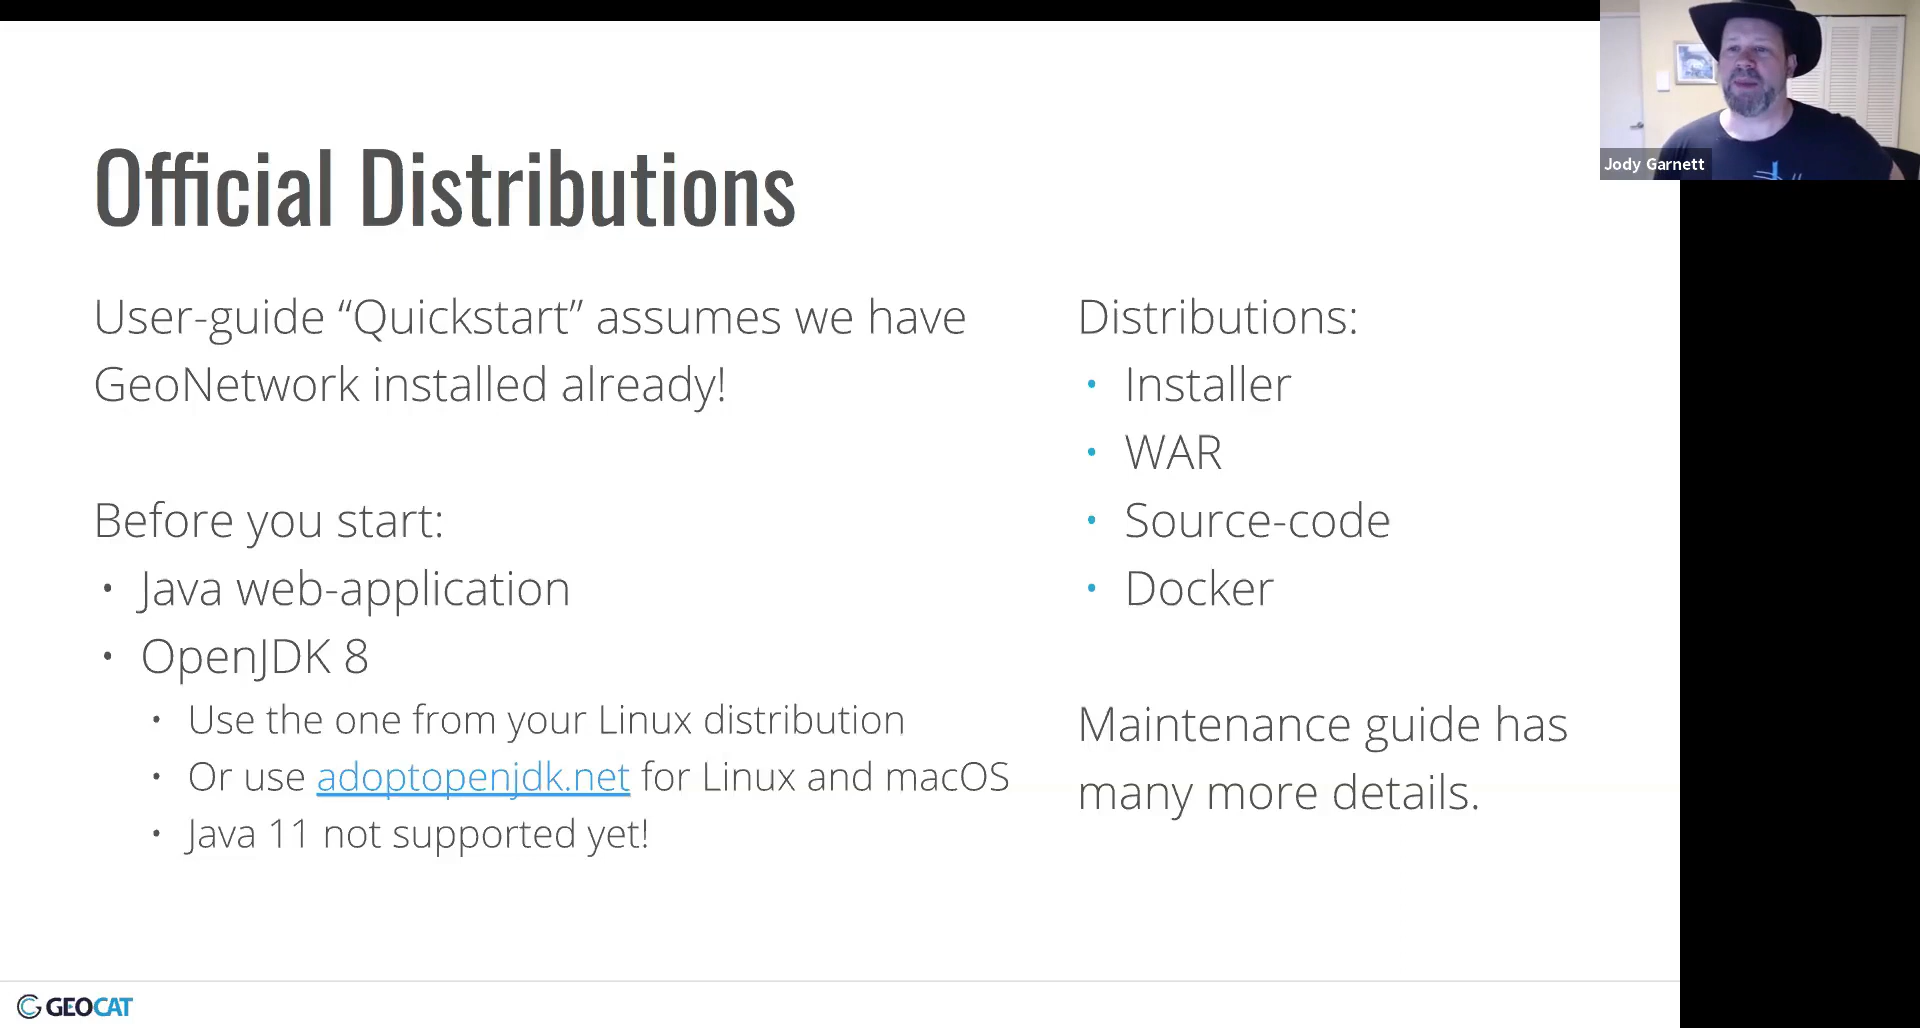 Official Distributions
User-guide “Quickstart” assumes we have
GeoNetwork installed already!
Before you start:
• Java web-application
• OpenJDK 8
• Use the one from your Linux distribution
• Or use adoptopenjdk.net for Linux and macOS
• Java 11 not supported yet!
Distributions:
• Installer
• WAR
• Source-code
• Docker
Maintenance guide has
many more details.
Jody Garnett
GEOCAT